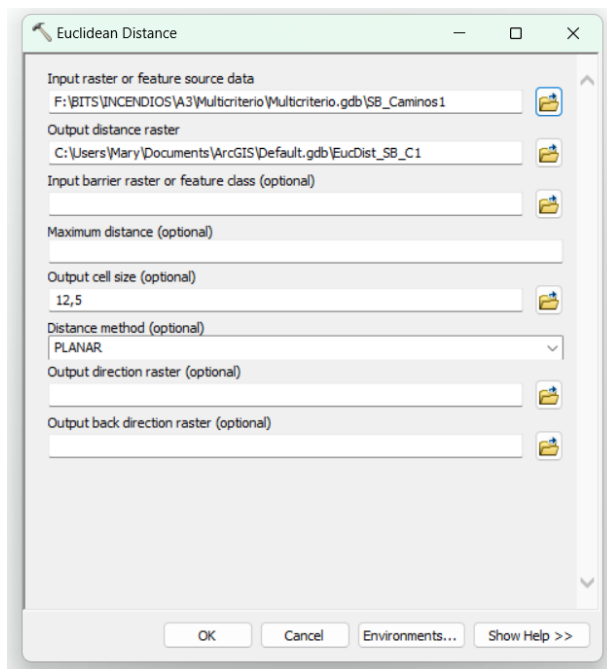 Euclidean Distance
Input raster or feature source data
F:\BITS\INCENDIOS\A3\Multicriterio\Multicriterio.gdb\SB_Caminos1
Output distance raster
C:\Users\Mary\Documents\ArcGIS\Default.gdb\EucDist_SB_C1
Input barrier raster or feature class (optional)
Maximum distance (optional)
Output cell size (optional)
12,5
Distance method (optional)
PLANAR
Output direction raster (optional)
Output back direction raster (optional)
OK Cancel Environments... Show Help >>